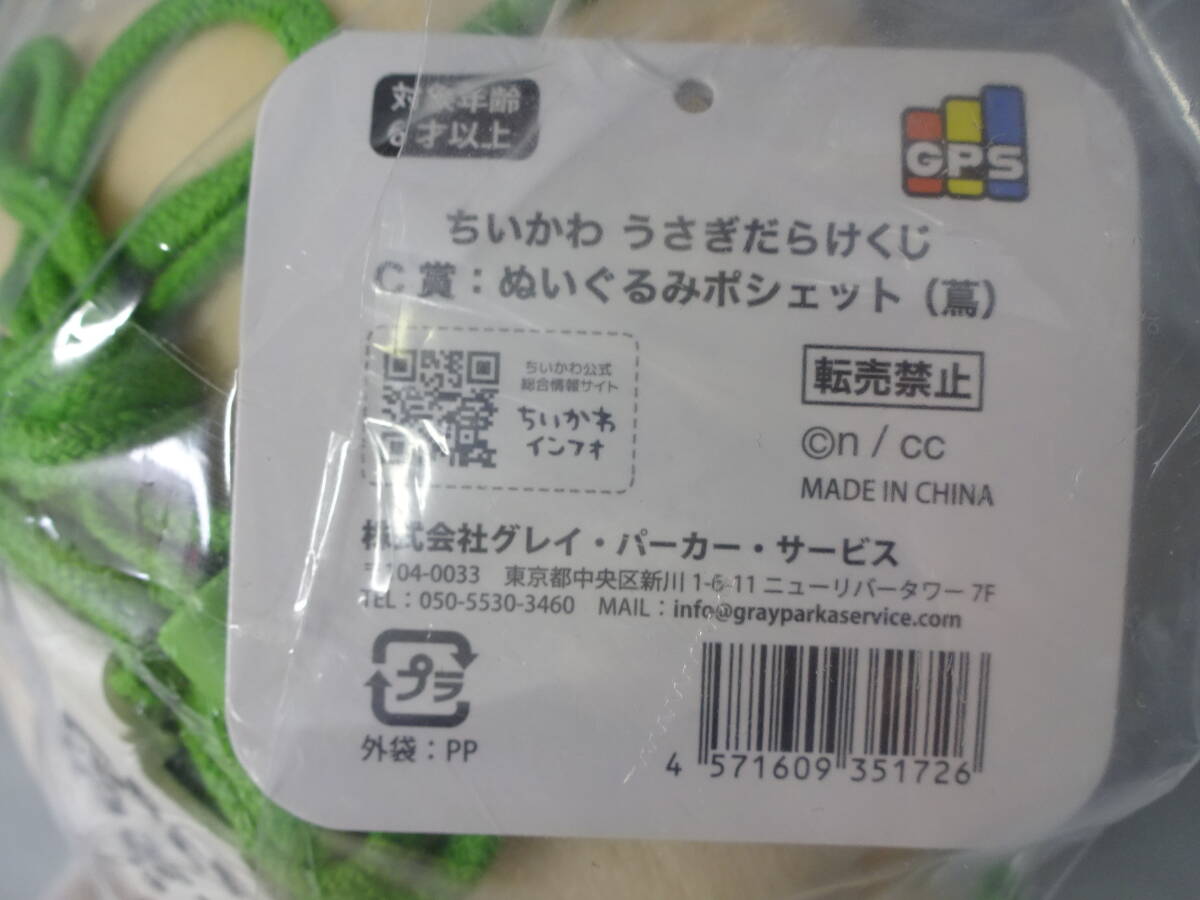 対象年齢
6才以上
GPS
ちいかわ うさぎだらけくじ
C賞：ぬいぐるみポシェット（蔦）
ちいかわ公式
総合情報サイト
ちいかわ
インフォ
転売禁止
©n / cc
MADE IN CHINA
株式会社グレイ・パーカー・サービス
〒104-0033 東京都中央区新川 1-6-11 ニューリバータワー 7F
TEL：050-5530-3460 MAIL：info@grayparkaservice.com
プラ
外袋：PP
4 571609 351726